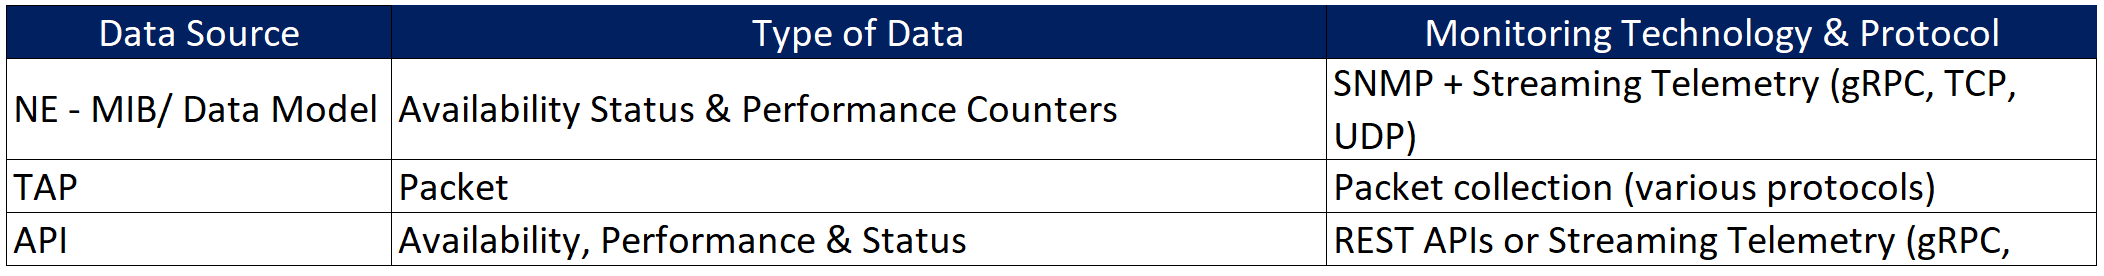 Data Source Type of Data Monitoring Technology & Protocol
NE - MIB/ Data Model Availability Status & Performance Counters SNMP + Streaming Telemetry (gRPC, TCP,
UDP)
TAP Packet Packet collection (various protocols)
API Availability, Performance & Status REST APIs or Streaming Telemetry (gRPC,